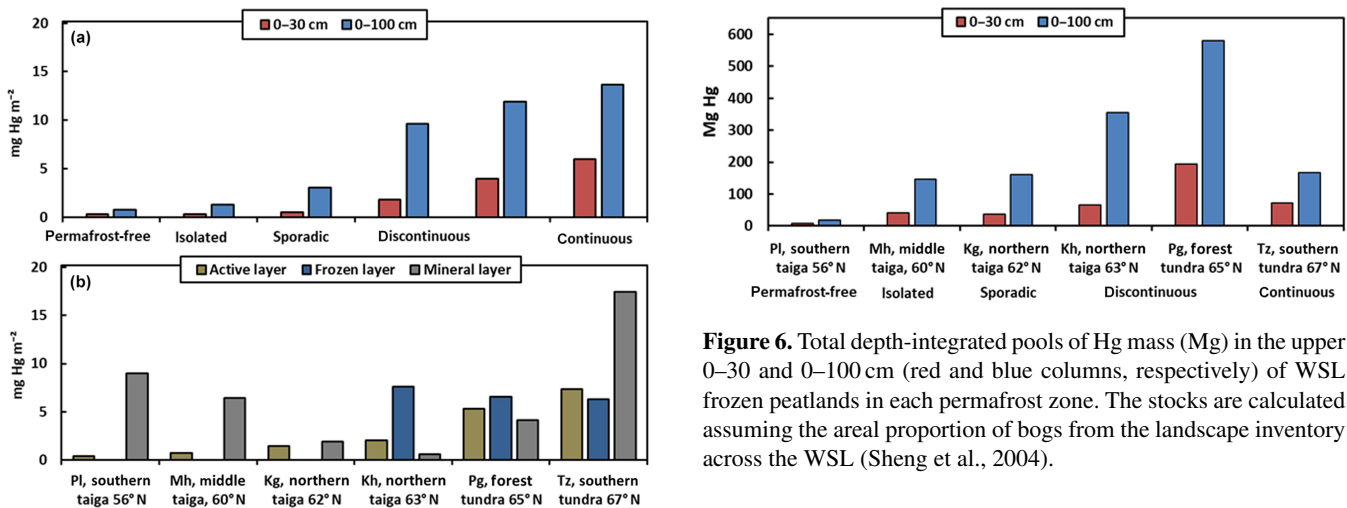 0–30 cm 0–100 cm
(a)
mg Hg m⁻²
20
15
10
5
0
Permafrost-free Isolated Sporadic Discontinuous Continuous
Active layer Frozen layer Mineral layer
(b)
mg Hg m⁻²
20
15
10
5
0
Pl, southern Mh, middle Kg, northern Kh, northern Pg, forest Tz, southern
taiga 56° N taiga, 60° N taiga 62° N taiga 63° N tundra 65° N tundra 67° N
0–30 cm 0–100 cm
Mg Hg
600
500
400
300
200
100
0
Pl, southern Mh, middle Kg, northern Kh, northern Pg, forest Tz, southern
taiga 56° N taiga, 60° N taiga 62° N taiga 63° N tundra 65° N tundra 67° N
Permafrost-free Isolated Sporadic Discontinuous Continuous
Figure 6. Total depth-integrated pools of Hg mass (Mg) in the upper
0–30 and 0–100 cm (red and blue columns, respectively) of WSL
frozen peatlands in each permafrost zone. The stocks are calculated
assuming the areal proportion of bogs from the landscape inventory
across the WSL (Sheng et al., 2004).